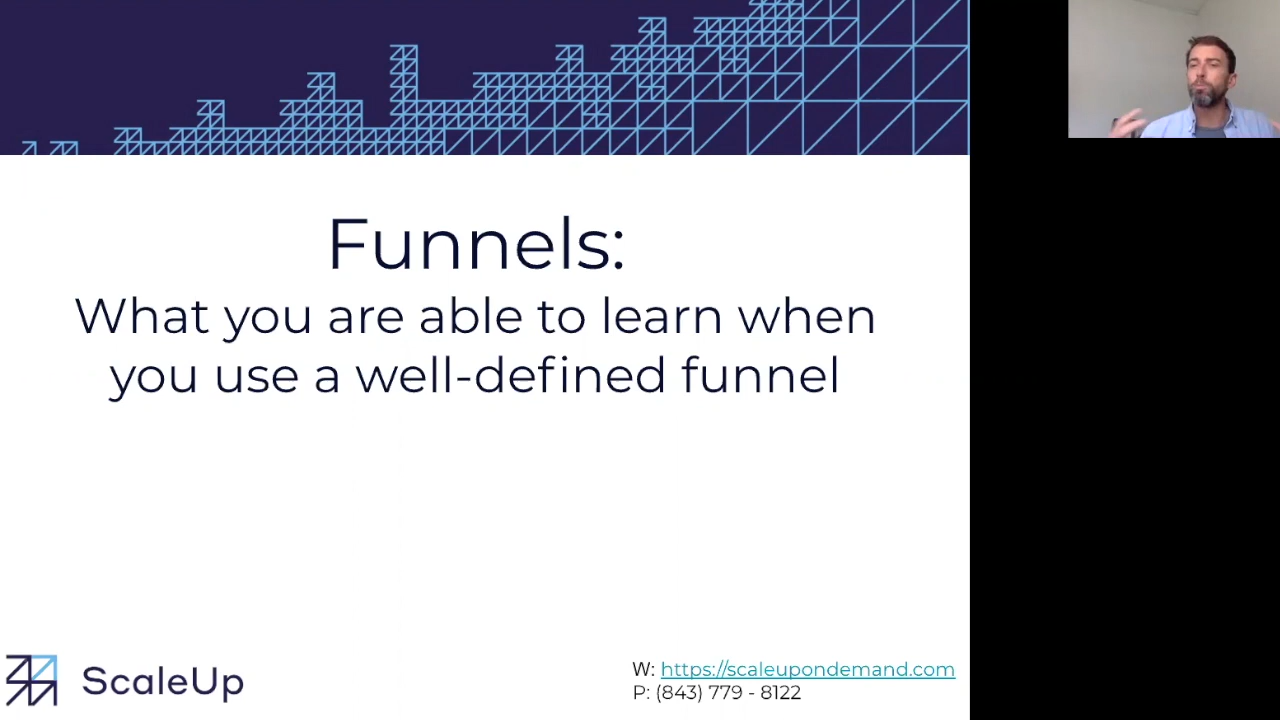 Funnels:
What you are able to learn when
you use a well-defined funnel
ScaleUp
W: https://scaleupondemand.com
P: (843) 779 - 8122